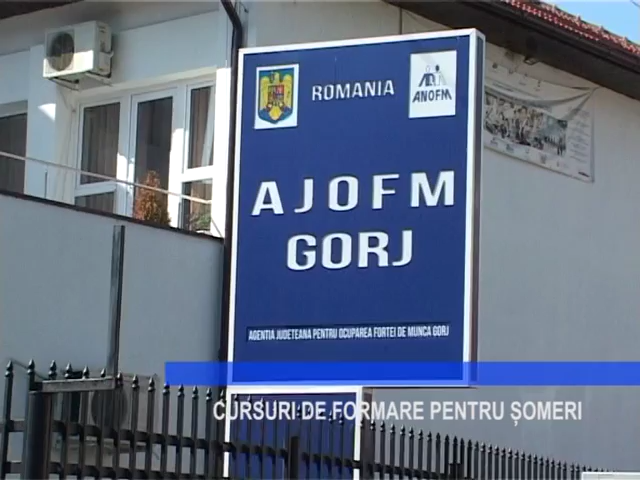 ROMANIA
ANOFM
AJOFM
GORJ
AGENTIA JUDETEANA PENTRU OCUPAREA FORTEI DE MUNCA GORJ
CURSURI DE FORMARE PENTRU ȘOMERI